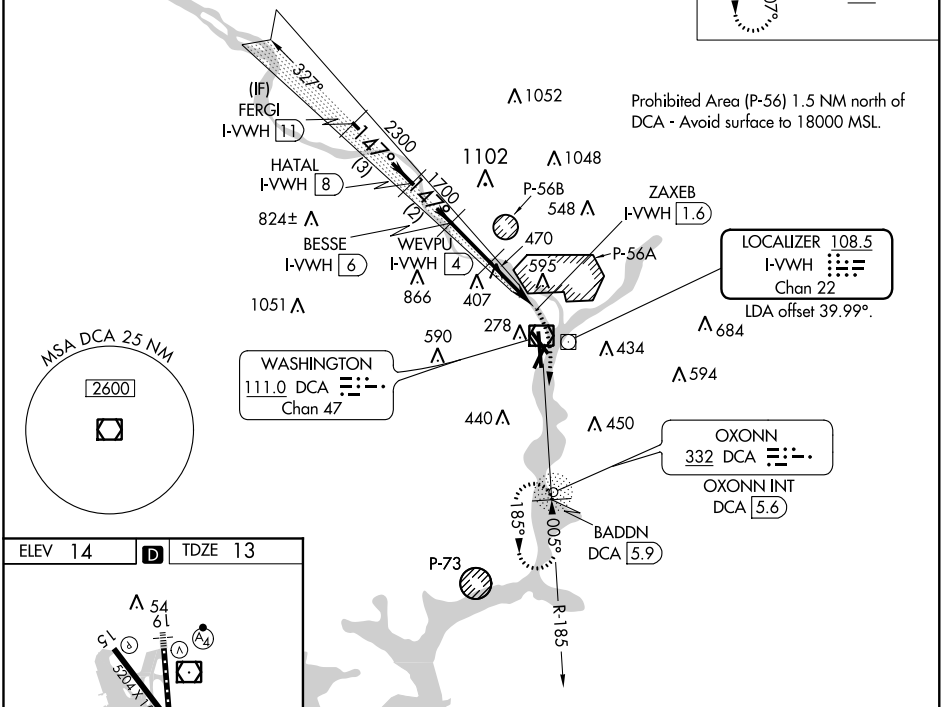 07°
Prohibited Area (P-56) 1.5 NM north of
DCA - Avoid surface to 18000 MSL.
327°
(IF)
FERGI
I-VWH 11
147°
2300
(3)
HATAL
I-VWH 8
1700
147°
(2)
1052
1102
1048
P-56B
548
ZAXEB
I-VWH 1.6
824±
BESSE
I-VWH 6
WEVPU
I-VWH 4
470
595
P-56A
866
407
1051
LOCALIZER 108.5
I-VWH
Chan 22
LDA offset 39.99°.
278
590
434
684
594
WASHINGTON
111.0 DCA
Chan 47
MSA DCA 25 NM
2600
440
450
OXONN
332 DCA
OXONN INT
DCA 5.6
185°
005°
BADDN
DCA 5.9
P-73
R-185
ELEV 14
D
TDZE 13
54
19
15
P
V
A4
5204 X